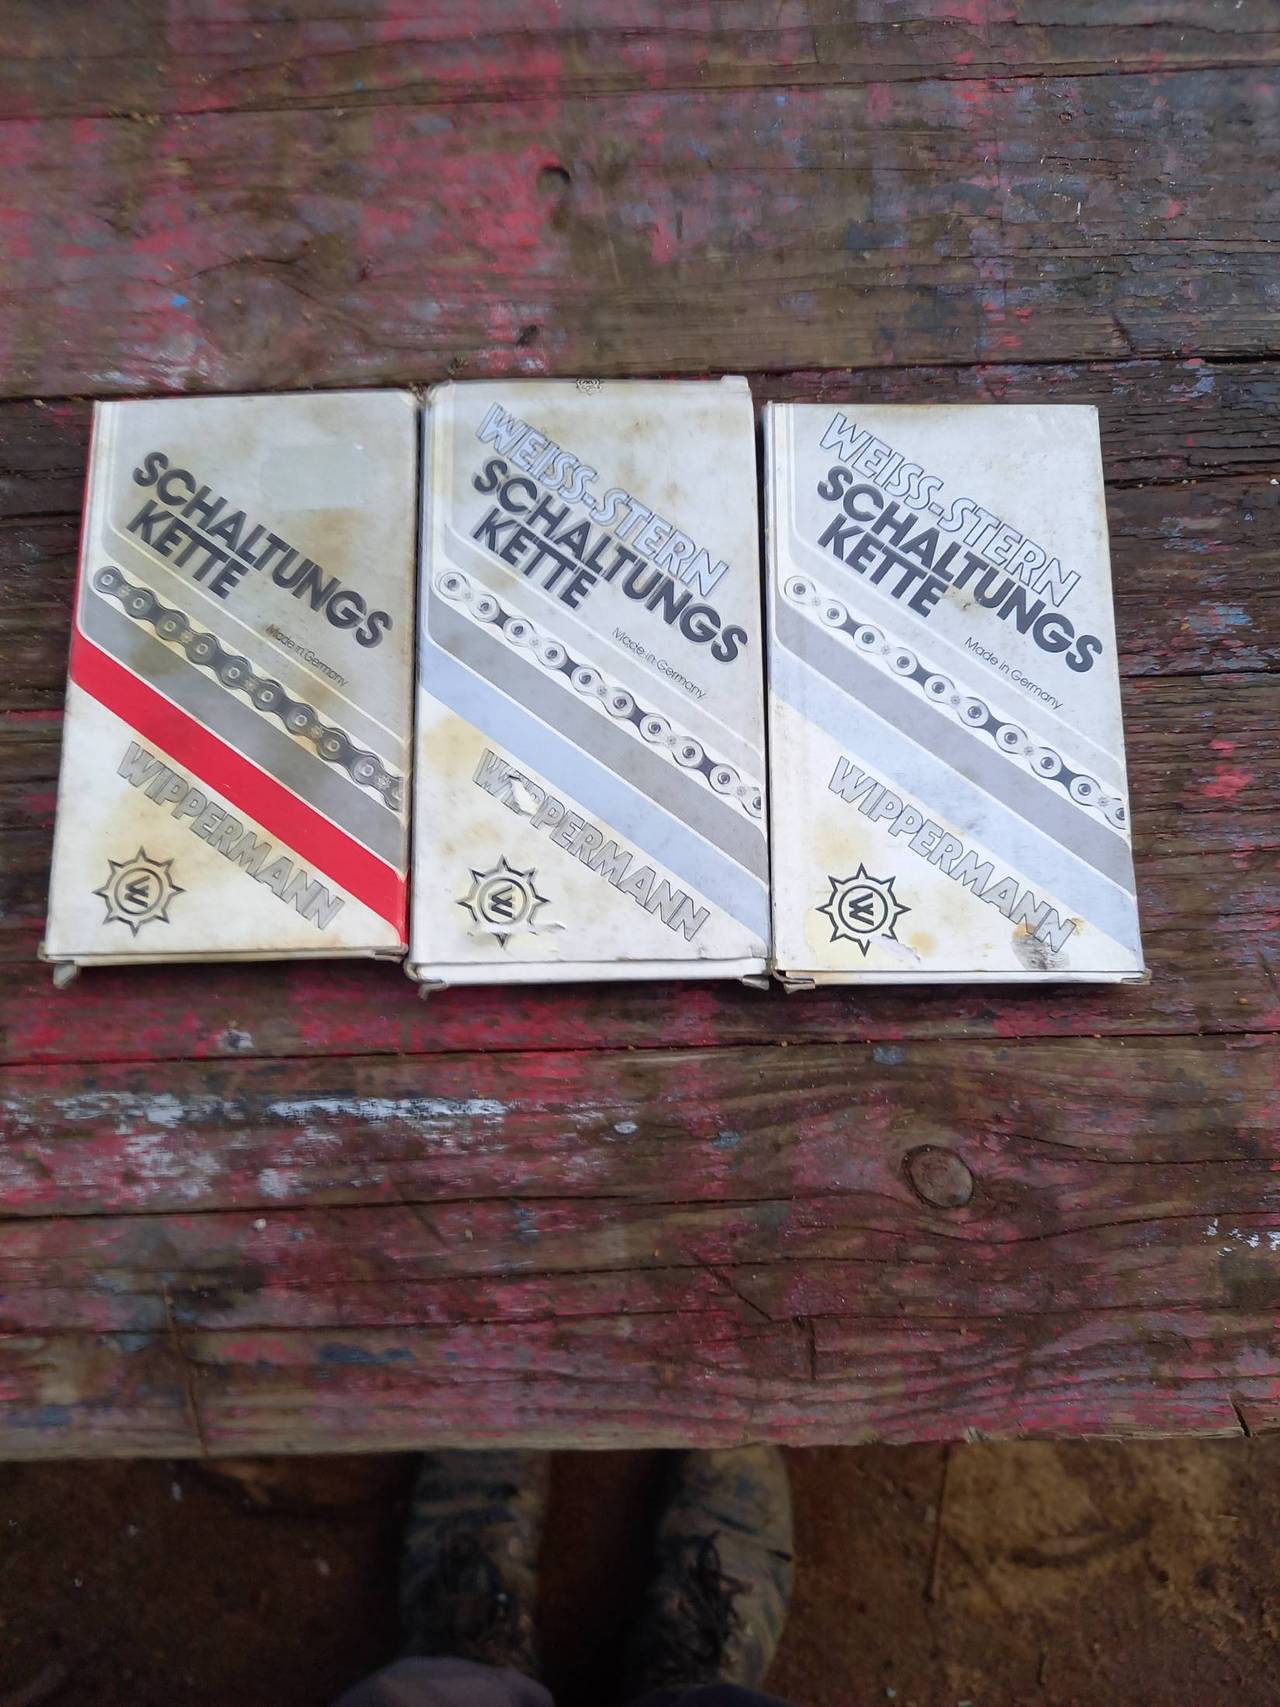 SCHALTUNGS
KETTE
Made in Germany
WIPPERMANN
W
WEISS-STERN
SCHALTUNGS
KETTE
Made in Germany
WIPPERMANN
W
WEISS-STERN
SCHALTUNGS
KETTE
Made in Germany
WIPPERMANN
W